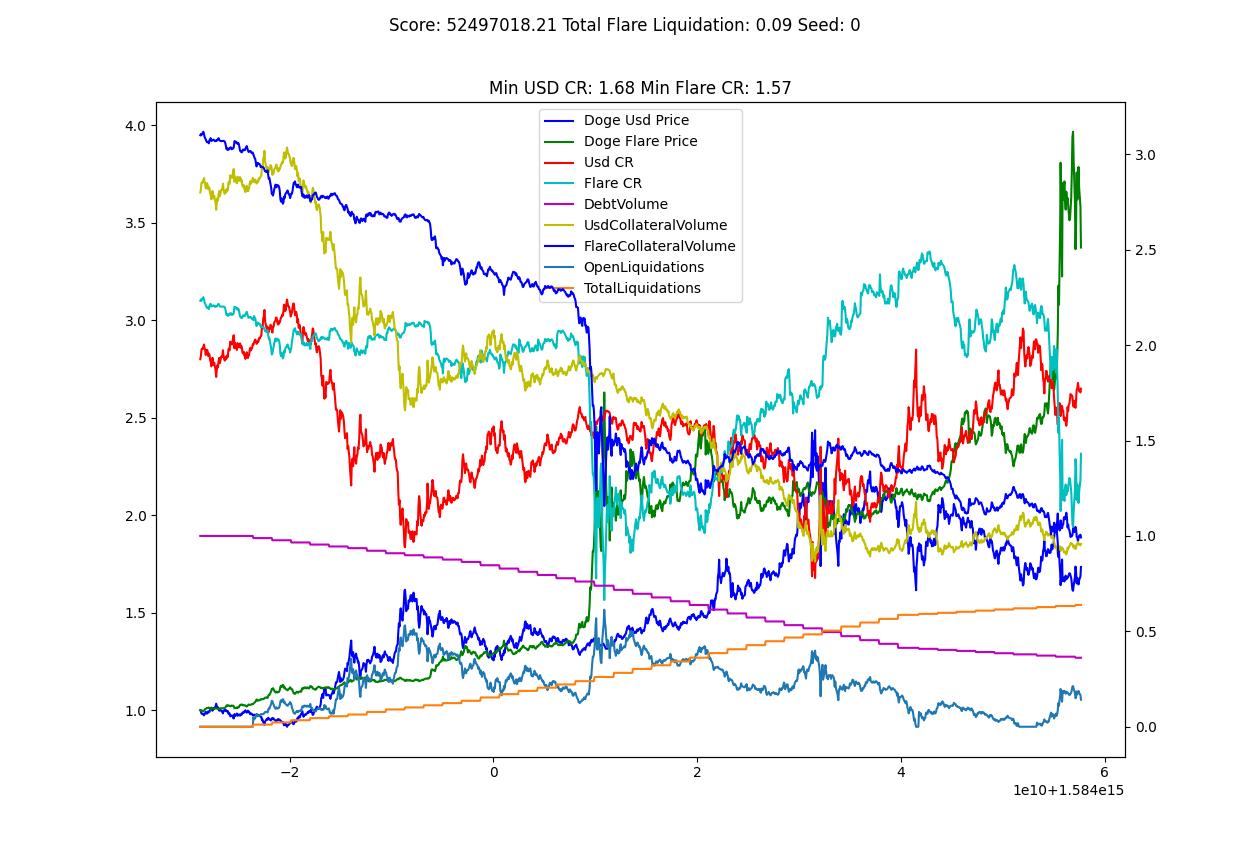 Score: 52497018.21 Total Flare Liquidation: 0.09 Seed: 0
Min USD CR: 1.68 Min Flare CR: 1.57
Doge Usd Price
Doge Flare Price
Usd CR
Flare CR
DebtVolume
UsdCollateralVolume
FlareCollateralVolume
OpenLiquidations
TotalLiquidations
4.0
3.5
3.0
2.5
2.0
1.5
1.0
3.0
2.5
2.0
1.5
1.0
0.5
0.0
−2
0
2
4
6
1e10+1.584e15